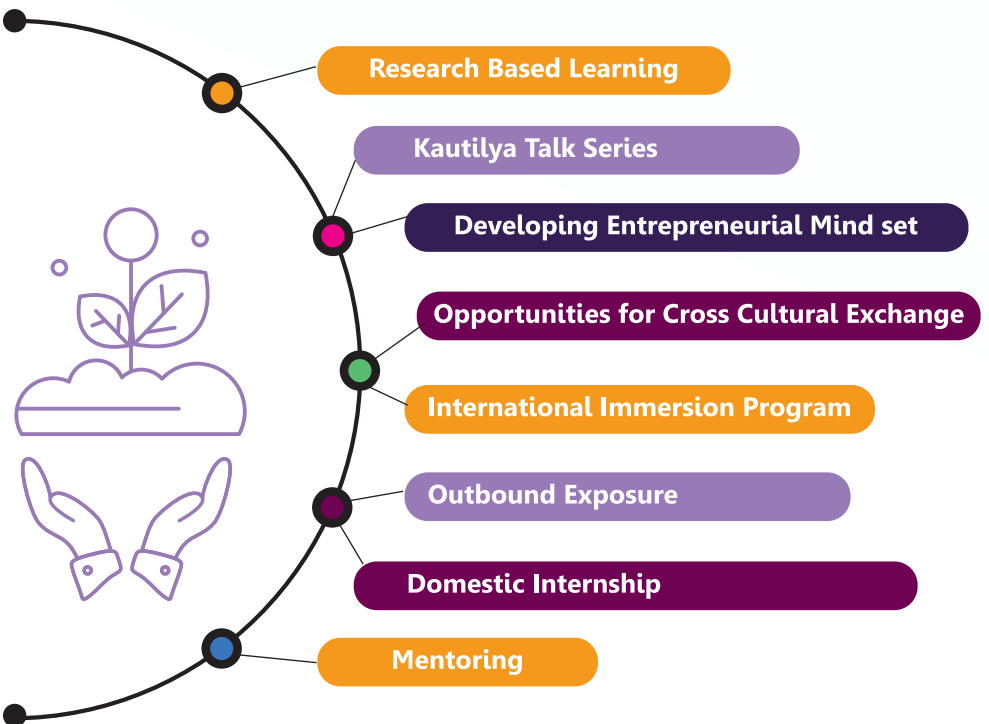 Research Based Learning
Kautilya Talk Series
Developing Entrepreneurial Mind set
Opportunities for Cross Cultural Exchange
International Immersion Program
Outbound Exposure
Domestic Internship
Mentoring